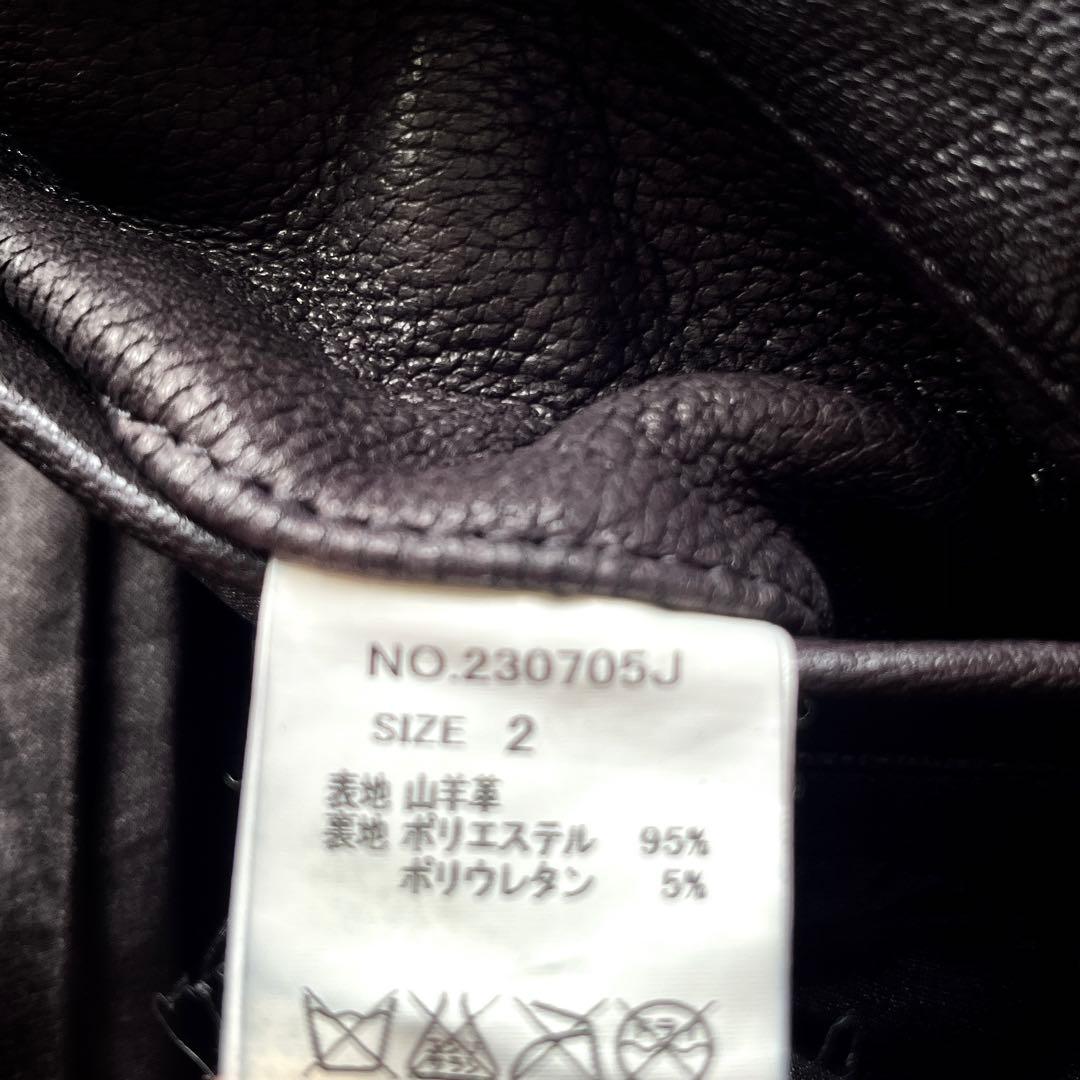 NO.230705J
SIZE 2
表地 山羊革
裏地 ポリエステル 95%
ポリウレタン 5%